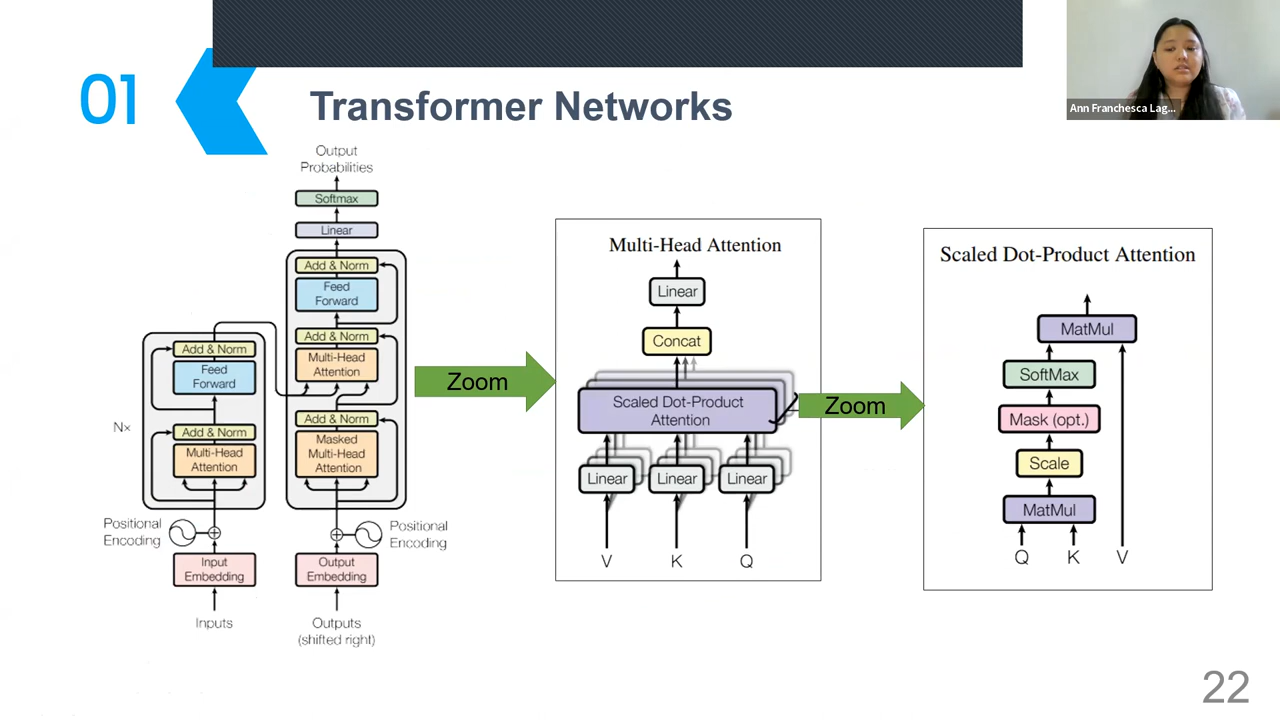 01
Transformer Networks
Ann Franchesca Lag...
Output
Probabilities
Softmax
Linear
Add & Norm
Feed
Forward
Add & Norm
Multi-Head
Attention
Add & Norm
Masked
Multi-Head
Attention
Add & Norm
Feed
Forward
Nx
Add & Norm
Multi-Head
Attention
Positional
Encoding
Positional
Encoding
Input
Embedding
Output
Embedding
Inputs
Outputs
(shifted right)
Zoom
Multi-Head Attention
Linear
Concat
Scaled Dot-Product
Attention
Linear
Linear
Linear
V
K
Q
Zoom
Scaled Dot-Product Attention
MatMul
SoftMax
Mask (opt.)
Scale
MatMul
Q
K
V
22